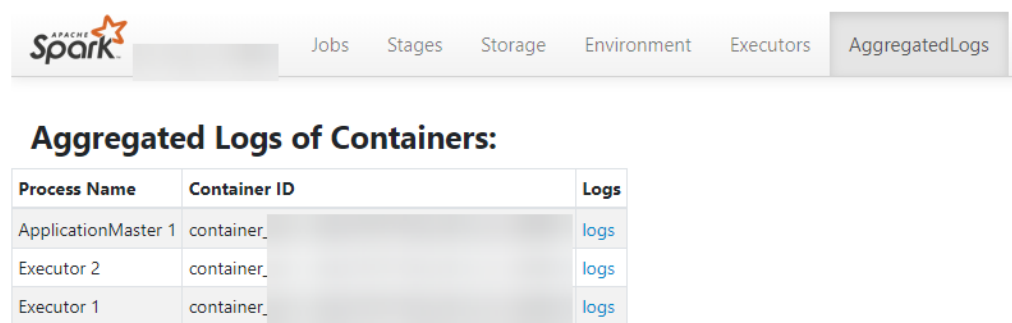 APACHE
Spark
Jobs Stages Storage Environment Executors AggregatedLogs
Aggregated Logs of Containers:
Process Name Container ID Logs
ApplicationMaster 1 container_ logs
Executor 2 container_ logs
Executor 1 container_ logs